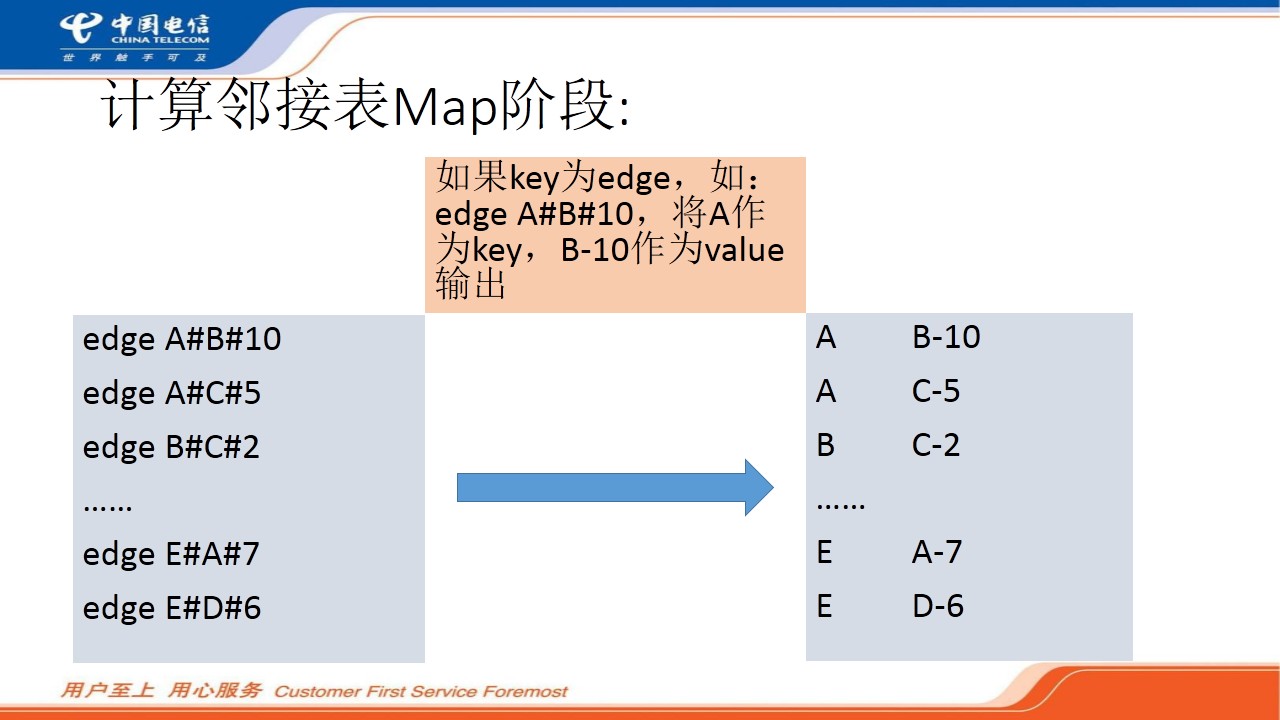 中国电信
CHINA TELECOM
世界触手可及
计算邻接表Map阶段:
如果key为edge，如：
edge A#B#10，将A作
为key，B-10作为value
输出
edge A#B#10
edge A#C#5
edge B#C#2
……
edge E#A#7
edge E#D#6
A B-10
A C-5
B C-2
……
E A-7
E D-6
用户至上 用心服务 Customer First Service Foremost